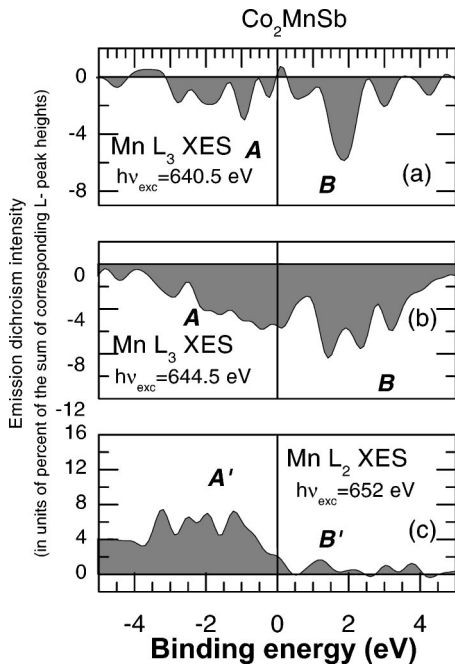 Co₂MnSb
Emission dichroism intensity
(in units of percent of the sum of corresponding L- peak heights)
0
-4
-8
Mn L₃ XES
hνexc=640.5 eV
A
B
(a)
0
-4
-8
-12
A
Mn L₃ XES
hνexc=644.5 eV
B
(b)
16
12
8
4
0
A'
Mn L₂ XES
hνexc=652 eV
B'
(c)
-4 -2 0 2 4
Binding energy (eV)